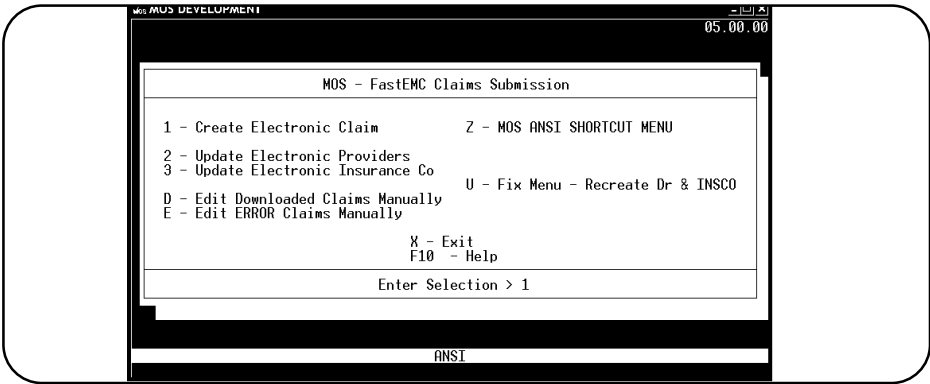 Mos MOS DEVELOPMENT
05.00.00
MOS - FastEMC Claims Submission
1 - Create Electronic Claim Z - MOS ANSI SHORTCUT MENU
2 - Update Electronic Providers
3 - Update Electronic Insurance Co
U - Fix Menu - Recreate Dr & INSCO
D - Edit Downloaded Claims Manually
E - Edit ERROR Claims Manually
X - Exit
F10 - Help
Enter Selection > 1
ANSI